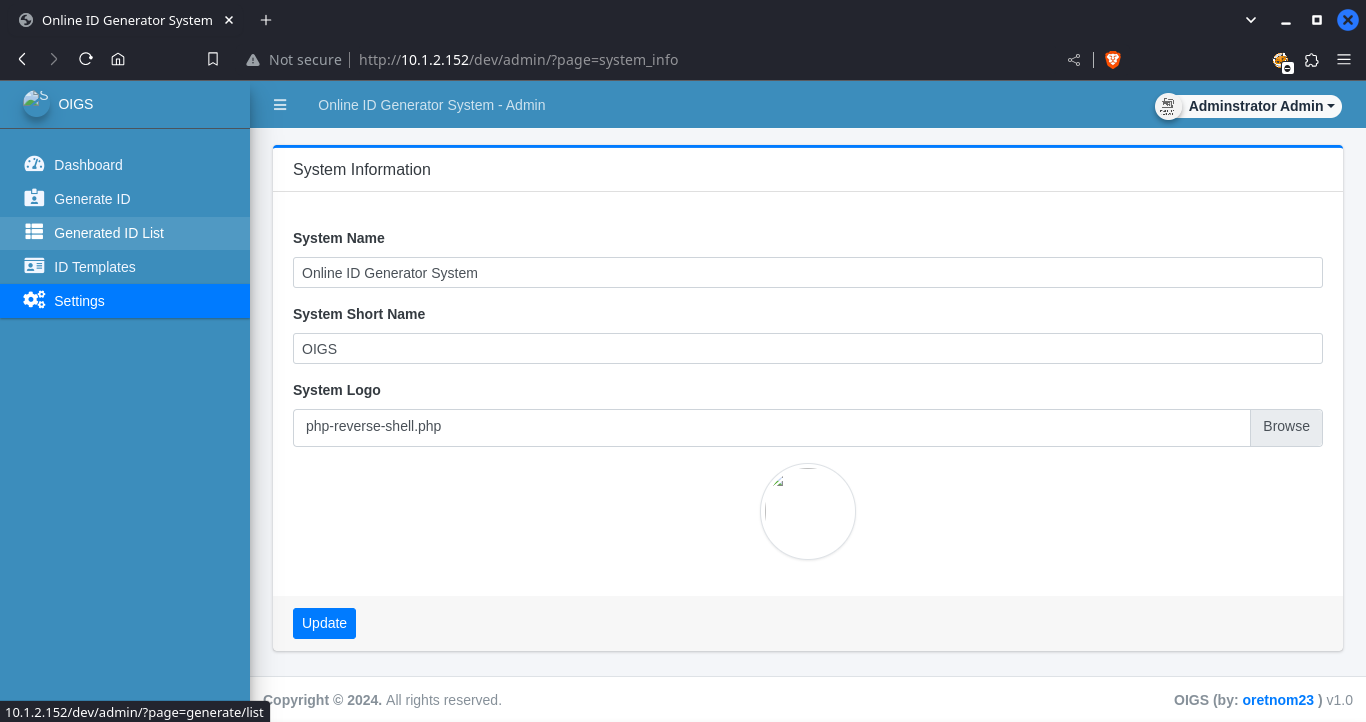 Online ID Generator System
Not secure
http://10.1.2.152/dev/admin/?page=system_info
OIGS
Online ID Generator System - Admin
Adminstrator Admin
Dashboard
Generate ID
Generated ID List
ID Templates
Settings
System Information
System Name
Online ID Generator System
System Short Name
OIGS
System Logo
php-reverse-shell.php
Browse
Update
Copyright © 2024. All rights reserved.
OIGS (by: oretnom23 ) v1.0
10.1.2.152/dev/admin/?page=generate/list